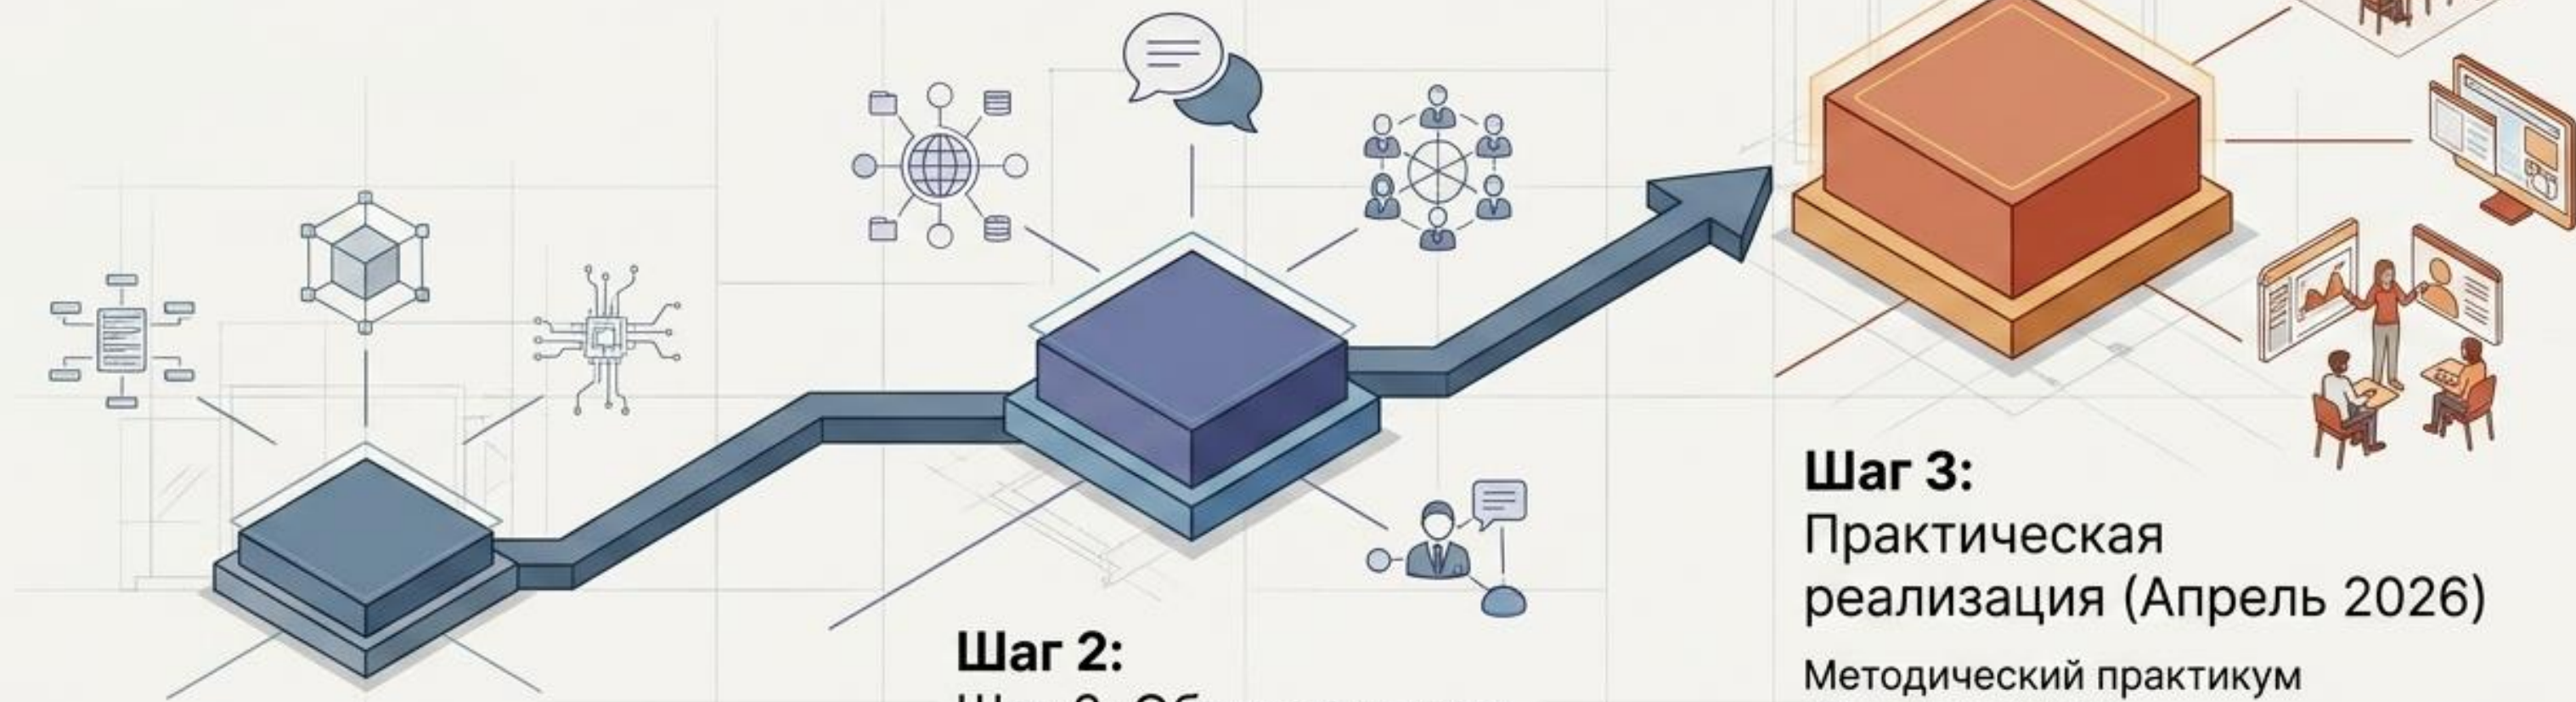 Шаг 2:
Шаг 3:
Практическая
реализация (Апрель 2026)
Методический практикум